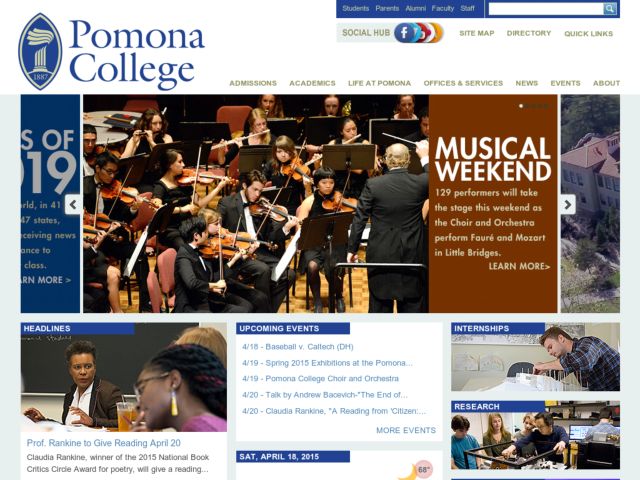 Students Parents Alumni Faculty Staff
Pomona
College
1887
SOCIAL HUB
SITE MAP DIRECTORY QUICK LINKS
ADMISSIONS ACADEMICS LIFE AT POMONA OFFICES & SERVICES NEWS EVENTS ABOUT
S OF
019
orld, in 41
47 states,
eceiving news
ance to
class.
LEARN MORE >
MUSICAL
WEEKEND
129 performers will take
the stage this weekend as
the Choir and Orchestra
perform Fauré and Mozart
in Little Bridges.
LEARN MORE>
HEADLINES
Prof. Rankine to Give Reading April 20
Claudia Rankine, winner of the 2015 National Book
Critics Circle Award for poetry, will give a reading...
UPCOMING EVENTS
4/18 - Baseball v. Caltech (DH)
4/19 - Spring 2015 Exhibitions at the Pomona...
4/19 - Pomona College Choir and Orchestra
4/20 - Talk by Andrew Bacevich-"The End of...
4/20 - Claudia Rankine, "A Reading from 'Citizen:...
MORE EVENTS
SAT, APRIL 18, 2015
68°
INTERNSHIPS
RESEARCH